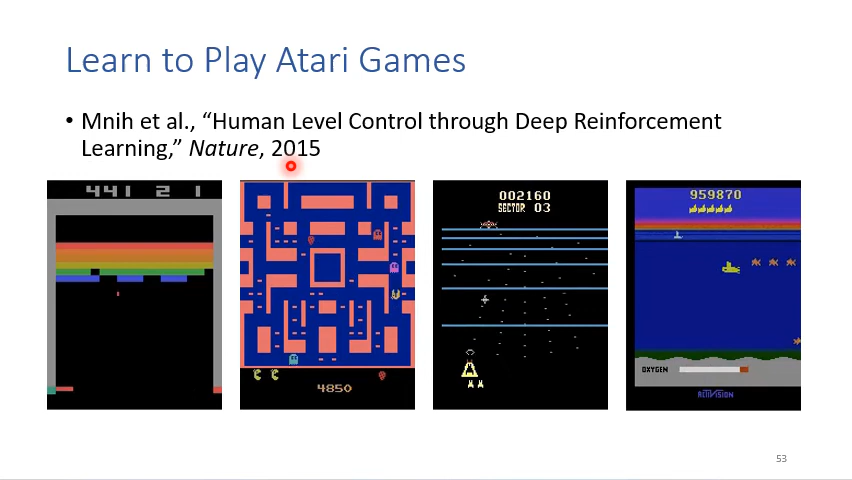 Learn to Play Atari Games
• Mnih et al., “Human Level Control through Deep Reinforcement
Learning,” Nature, 2015
441 2 1
4850
002160
SECTOR 03
959870
OXYGEN
ACTIVISION
53